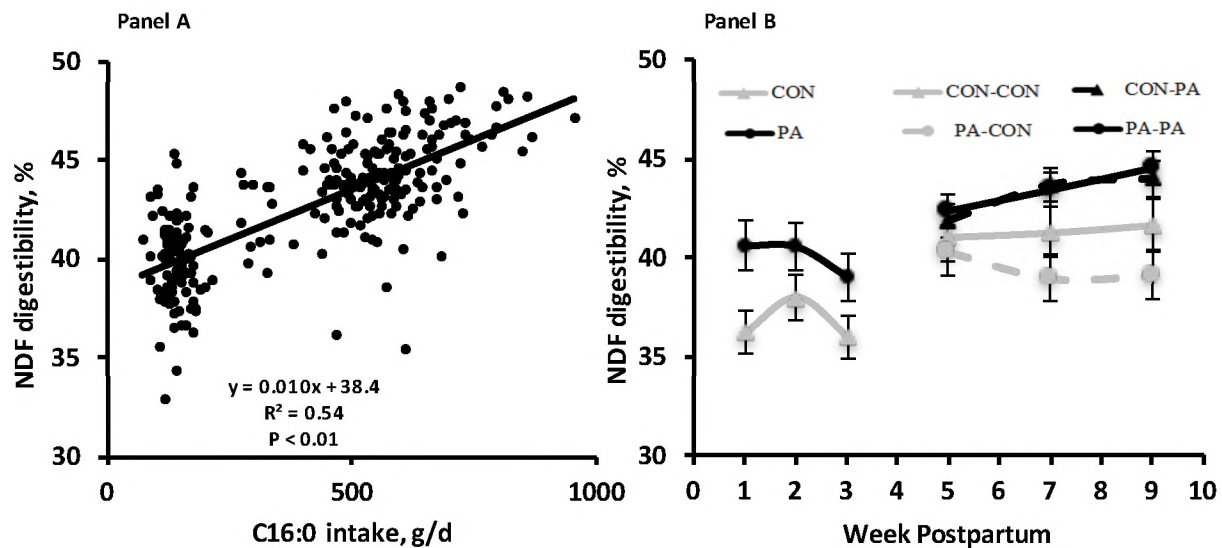 Panel A
50
45
40
35
30
NDF digestibility, %
y = 0.010x + 38.4
R² = 0.54
P < 0.01
0 500 1000
C16:0 intake, g/d
Panel B
50
45
40
35
30
NDF digestibility, %
CON CON-CON CON-PA
PA PA-CON PA-PA
0 1 2 3 4 5 6 7 8 9 10
Week Postpartum